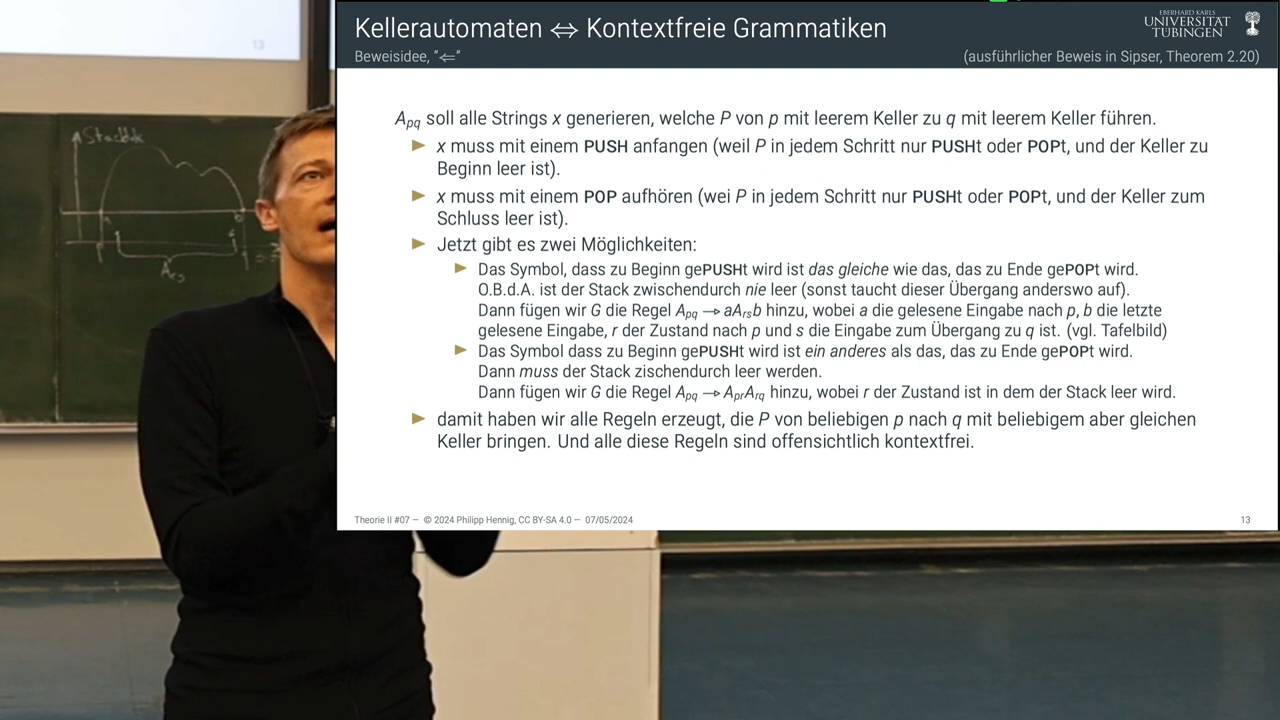 Kellerautomaten ⇔ Kontextfreie Grammatiken
Beweisidee, "⇐"
(ausführlicher Beweis in Sipser, Theorem 2.20)
EBERHARD KARLS
UNIVERSITÄT
TÜBINGEN
13
A_pq soll alle Strings x generieren, welche P von p mit leerem Keller zu q mit leerem Keller führen.
► x muss mit einem PUSH anfangen (weil P in jedem Schritt nur PUSHt oder POPt, und der Keller zu
Beginn leer ist).
► x muss mit einem POP aufhören (wei P in jedem Schritt nur PUSHt oder POPt, und der Keller zum
Schluss leer ist).
► Jetzt gibt es zwei Möglichkeiten:
► Das Symbol, dass zu Beginn gePUSHt wird ist das gleiche wie das, das zu Ende gePOPt wird.
O.B.d.A. ist der Stack zwischendurch nie leer (sonst taucht dieser Übergang anderswo auf).
Dann fügen wir G die Regel A_pq → aA_rsb hinzu, wobei a die gelesene Eingabe nach p, b die letzte
gelesene Eingabe, r der Zustand nach p und s die Eingabe zum Übergang zu q ist. (vgl. Tafelbild)
► Das Symbol dass zu Beginn gePUSHt wird ist ein anderes als das, das zu Ende gePOPt wird.
Dann muss der Stack zischendurch leer werden.
Dann fügen wir G die Regel A_pq → A_prA_rq hinzu, wobei r der Zustand ist in dem der Stack leer wird.
► damit haben wir alle Regeln erzeugt, die P von beliebigen p nach q mit beliebigem aber gleichen
Keller bringen. Und alle diese Regeln sind offensichtlich kontextfrei.
Theorie II #07 — © 2024 Philipp Hennig, CC BY-SA 4.0 — 07/05/2024
13
A_rs